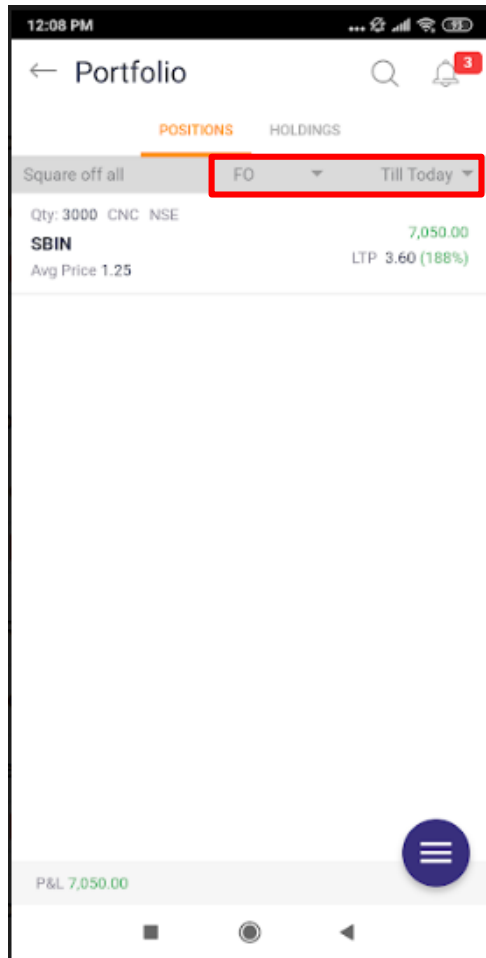 12:08 PM
Portfolio
3
POSITIONS HOLDINGS
Square off all FO Till Today
Qty: 3000 CNC NSE
7,050.00
SBIN
LTP 3.60 (188%)
Avg Price 1.25
P&L 7,050.00